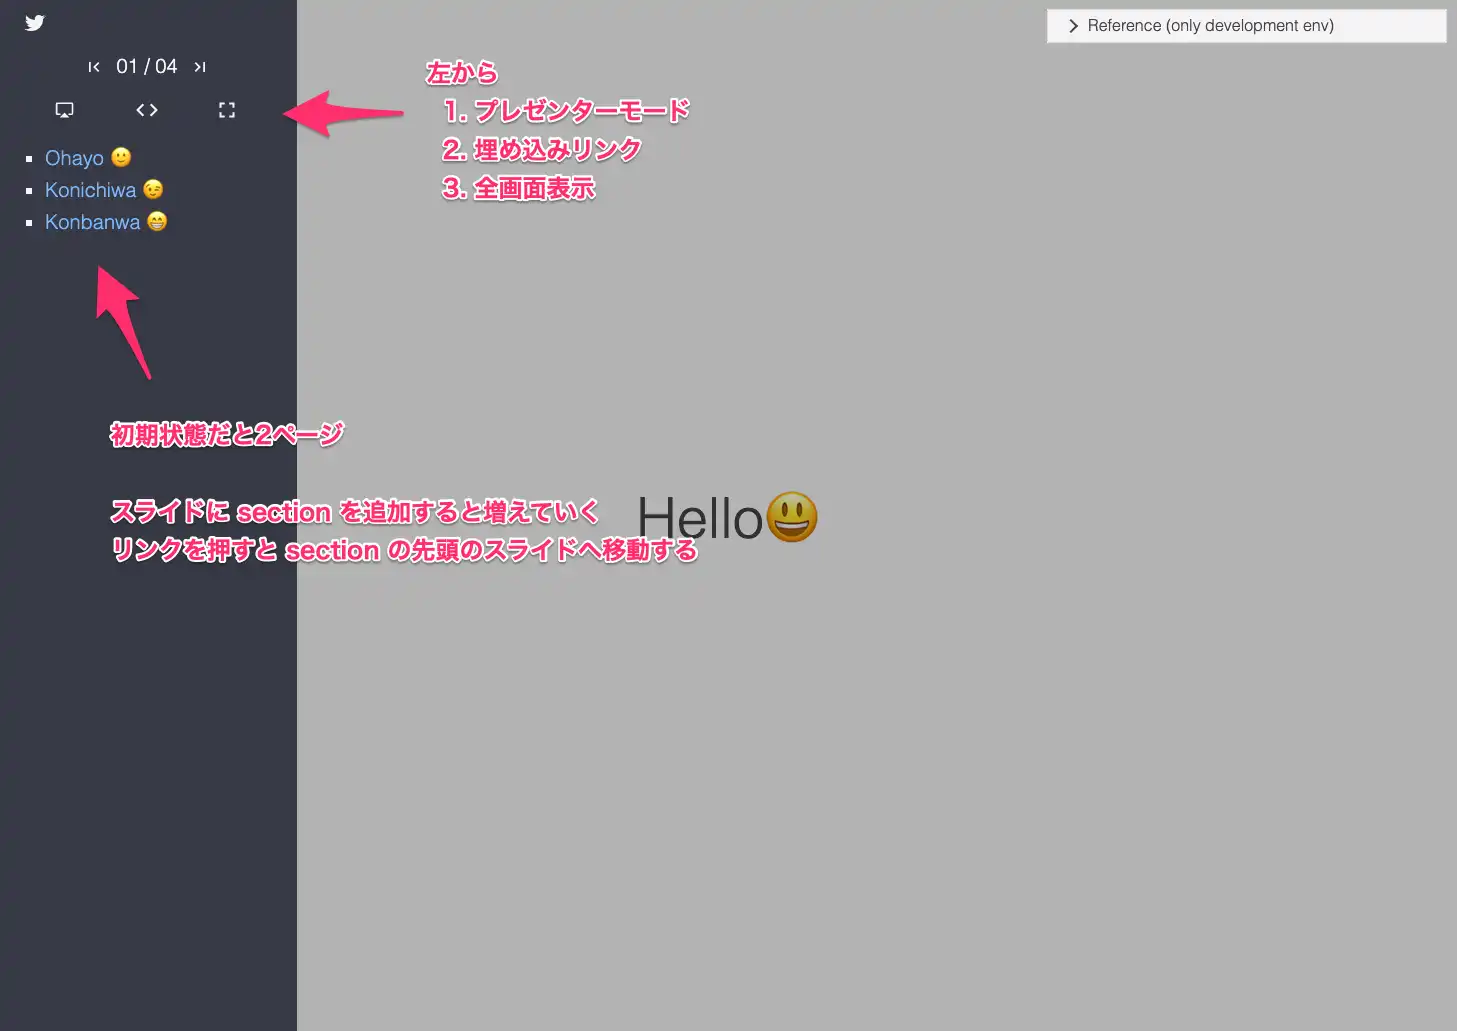 Reference (only development env)
01 / 04
左から
1. プレゼンターモード
2. 埋め込みリンク
3. 全画面表示
Ohayo 🙂
Konichiwa 😉
Konbanwa 😁
初期状態だと2ページ
スライドに section を追加すると増えていく
リンクを押すと section の先頭のスライドへ移動する
Hello😃